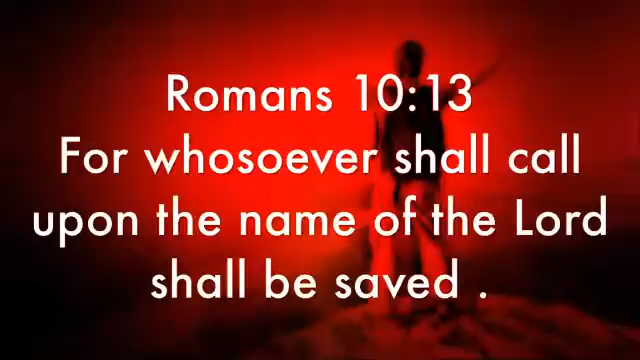 Romans 10:13
For whosoever shall call
upon the name of the Lord
shall be saved .